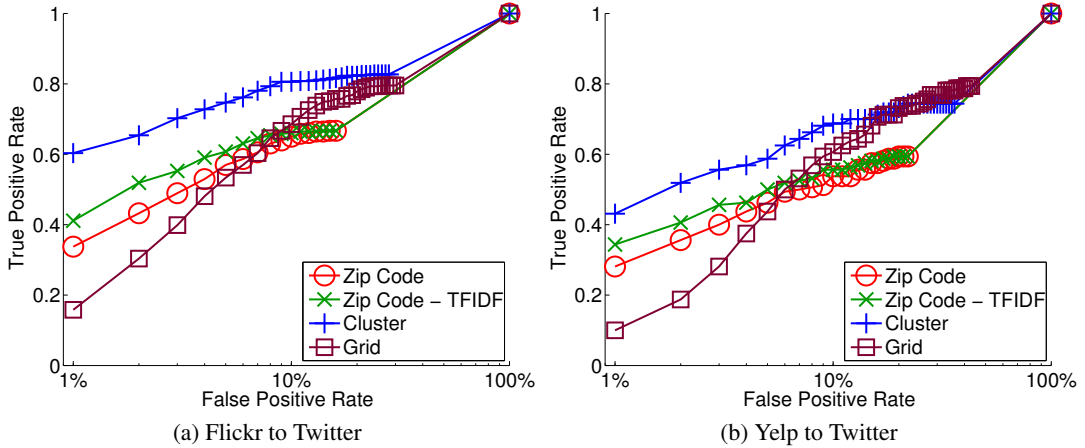 1
0.8
0.6
0.4
0.2
0
True Positive Rate
1%
10%
100%
False Positive Rate
Zip Code
Zip Code – TFIDF
Cluster
Grid
(a) Flickr to Twitter
1
0.8
0.6
0.4
0.2
0
True Positive Rate
1%
10%
100%
False Positive Rate
Zip Code
Zip Code – TFIDF
Cluster
Grid
(b) Yelp to Twitter